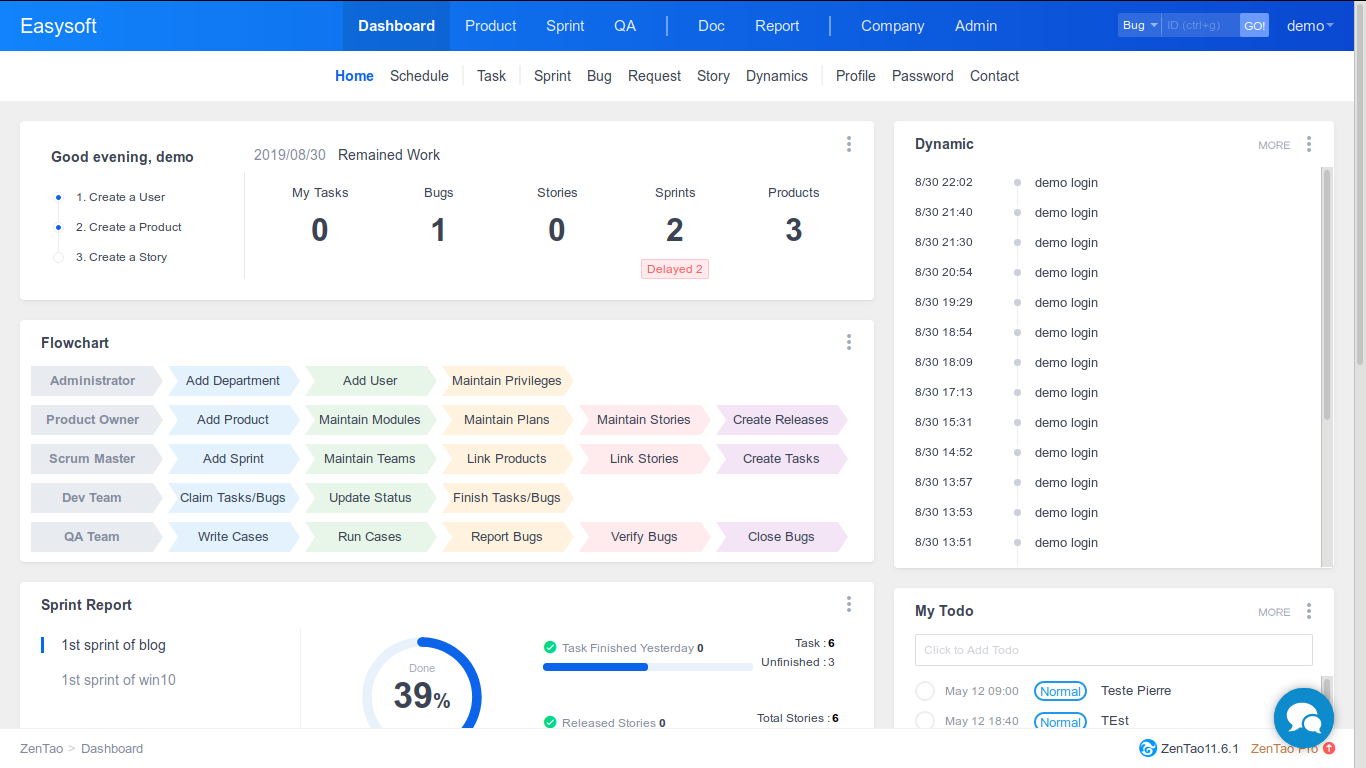 Easysoft
Dashboard Product Sprint QA Doc Report Company Admin
Bug ID (ctrl+g) GO! demo
Home Schedule Task Sprint Bug Request Story Dynamics Profile Password Contact
Good evening, demo
1. Create a User
2. Create a Product
3. Create a Story
2019/08/30 Remained Work
My Tasks Bugs Stories Sprints Products
0 1 0 2 3
Delayed 2
Flowchart
Administrator Add Department Add User Maintain Privileges
Product Owner Add Product Maintain Modules Maintain Plans Maintain Stories Create Releases
Scrum Master Add Sprint Maintain Teams Link Products Link Stories Create Tasks
Dev Team Claim Tasks/Bugs Update Status Finish Tasks/Bugs
QA Team Write Cases Run Cases Report Bugs Verify Bugs Close Bugs
Sprint Report
1st sprint of blog
1st sprint of win10
Done
39%
Task Finished Yesterday 0
Task : 6
Unfinished : 3
Released Stories 0
Total Stories : 6
Dynamic MORE
8/30 22:02 demo login
8/30 21:40 demo login
8/30 21:30 demo login
8/30 20:54 demo login
8/30 19:29 demo login
8/30 18:54 demo login
8/30 18:09 demo login
8/30 17:13 demo login
8/30 15:31 demo login
8/30 14:52 demo login
8/30 13:57 demo login
8/30 13:53 demo login
8/30 13:51 demo login
My Todo MORE
Click to Add Todo
May 12 09:00 Normal Teste Pierre
May 12 18:40 Normal TEst
ZenTao > Dashboard
ZenTao11.6.1 ZenTao Pro